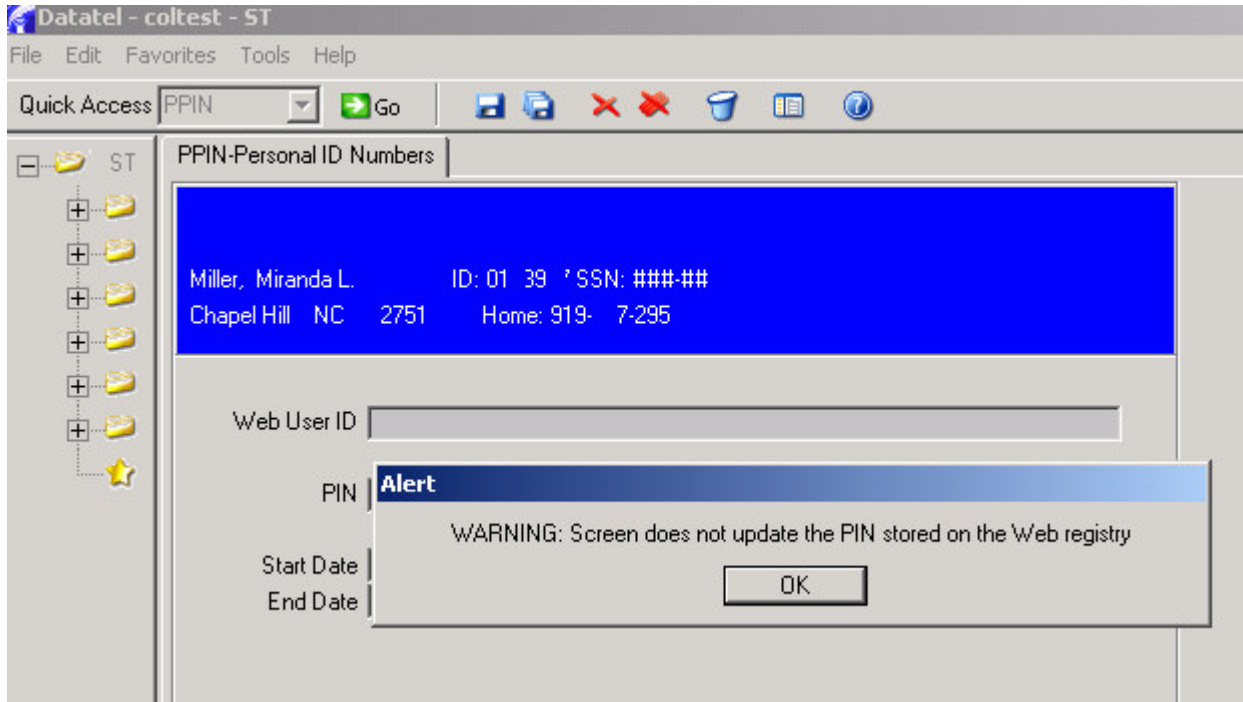 Datatel - coltest - ST
File Edit Favorites Tools Help
Quick Access PPIN Go
ST
PPIN-Personal ID Numbers
Miller, Miranda L. ID: 01 39 ' SSN: ###-##
Chapel Hill NC 2751 Home: 919- 7-295
Web User ID
PIN
Alert
WARNING: Screen does not update the PIN stored on the Web registry
OK
Start Date
End Date